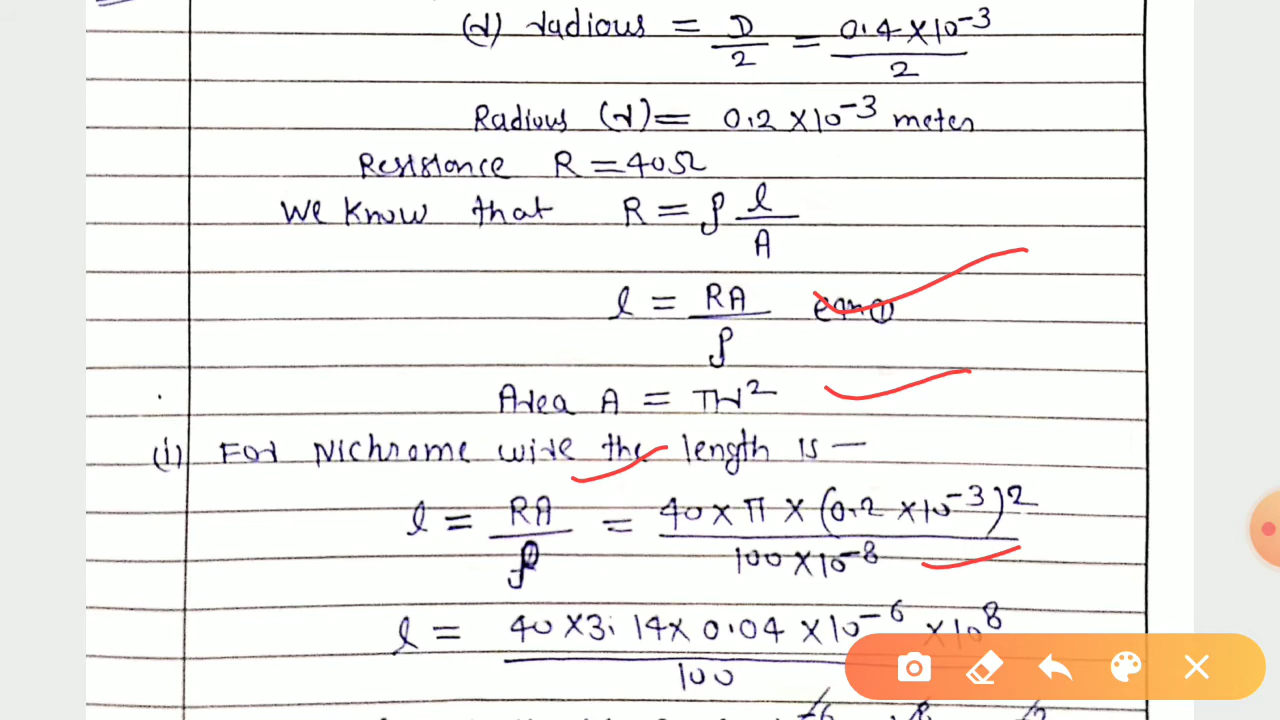 (r) radious = D/2 = 0.4×10⁻³/2
Radious (r) = 0.2 ×10⁻³ meter
Resistance R = 40Ω
We know that R = ρ l/A
l = RA/ρ eqn ①
Area A = πr²
(i) For Nichrome wire the length is —
l = RA/ρ = 40 × π × (0.2 ×10⁻³)²/100×10⁻⁸
l = 40 ×3.14× 0.04 ×10⁻⁶ ×10⁸/100